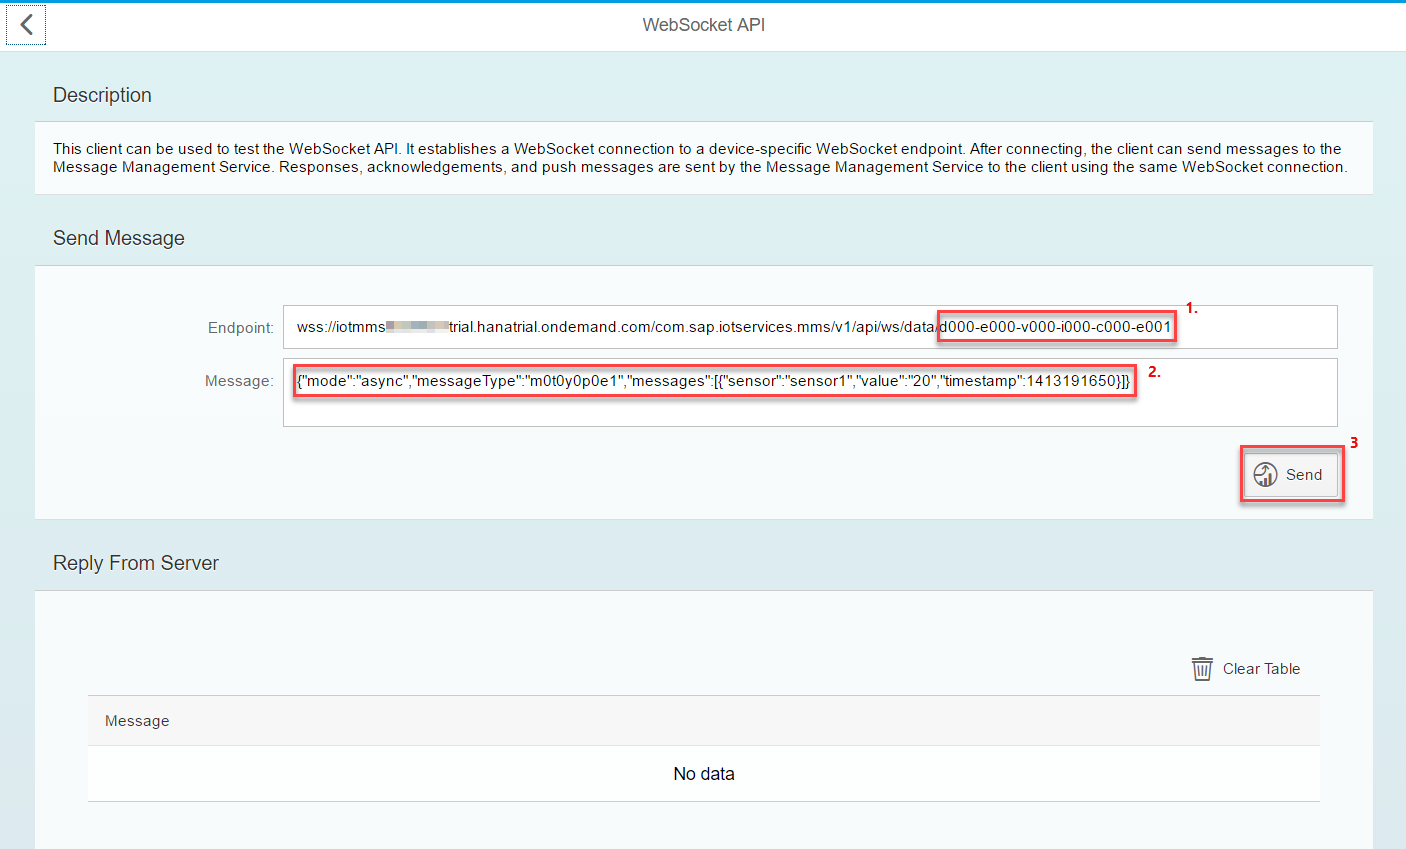 WebSocket API
Description
This client can be used to test the WebSocket API. It establishes a WebSocket connection to a device-specific WebSocket endpoint. After connecting, the client can send messages to the
Message Management Service. Responses, acknowledgements, and push messages are sent by the Message Management Service to the client using the same WebSocket connection.
Send Message
1.
Endpoint: wss://iotmms trial.hanatrial.ondemand.com/com.sap.iotservices.mms/v1/api/ws/data/d000-e000-v000-i000-c000-e001
Message: {"mode":"async","messageType":"m0t0y0p0e1","messages":[{"sensor":"sensor1","value":"20","timestamp":1413191650}]} 2.
3
Send
Reply From Server
Clear Table
Message
No data